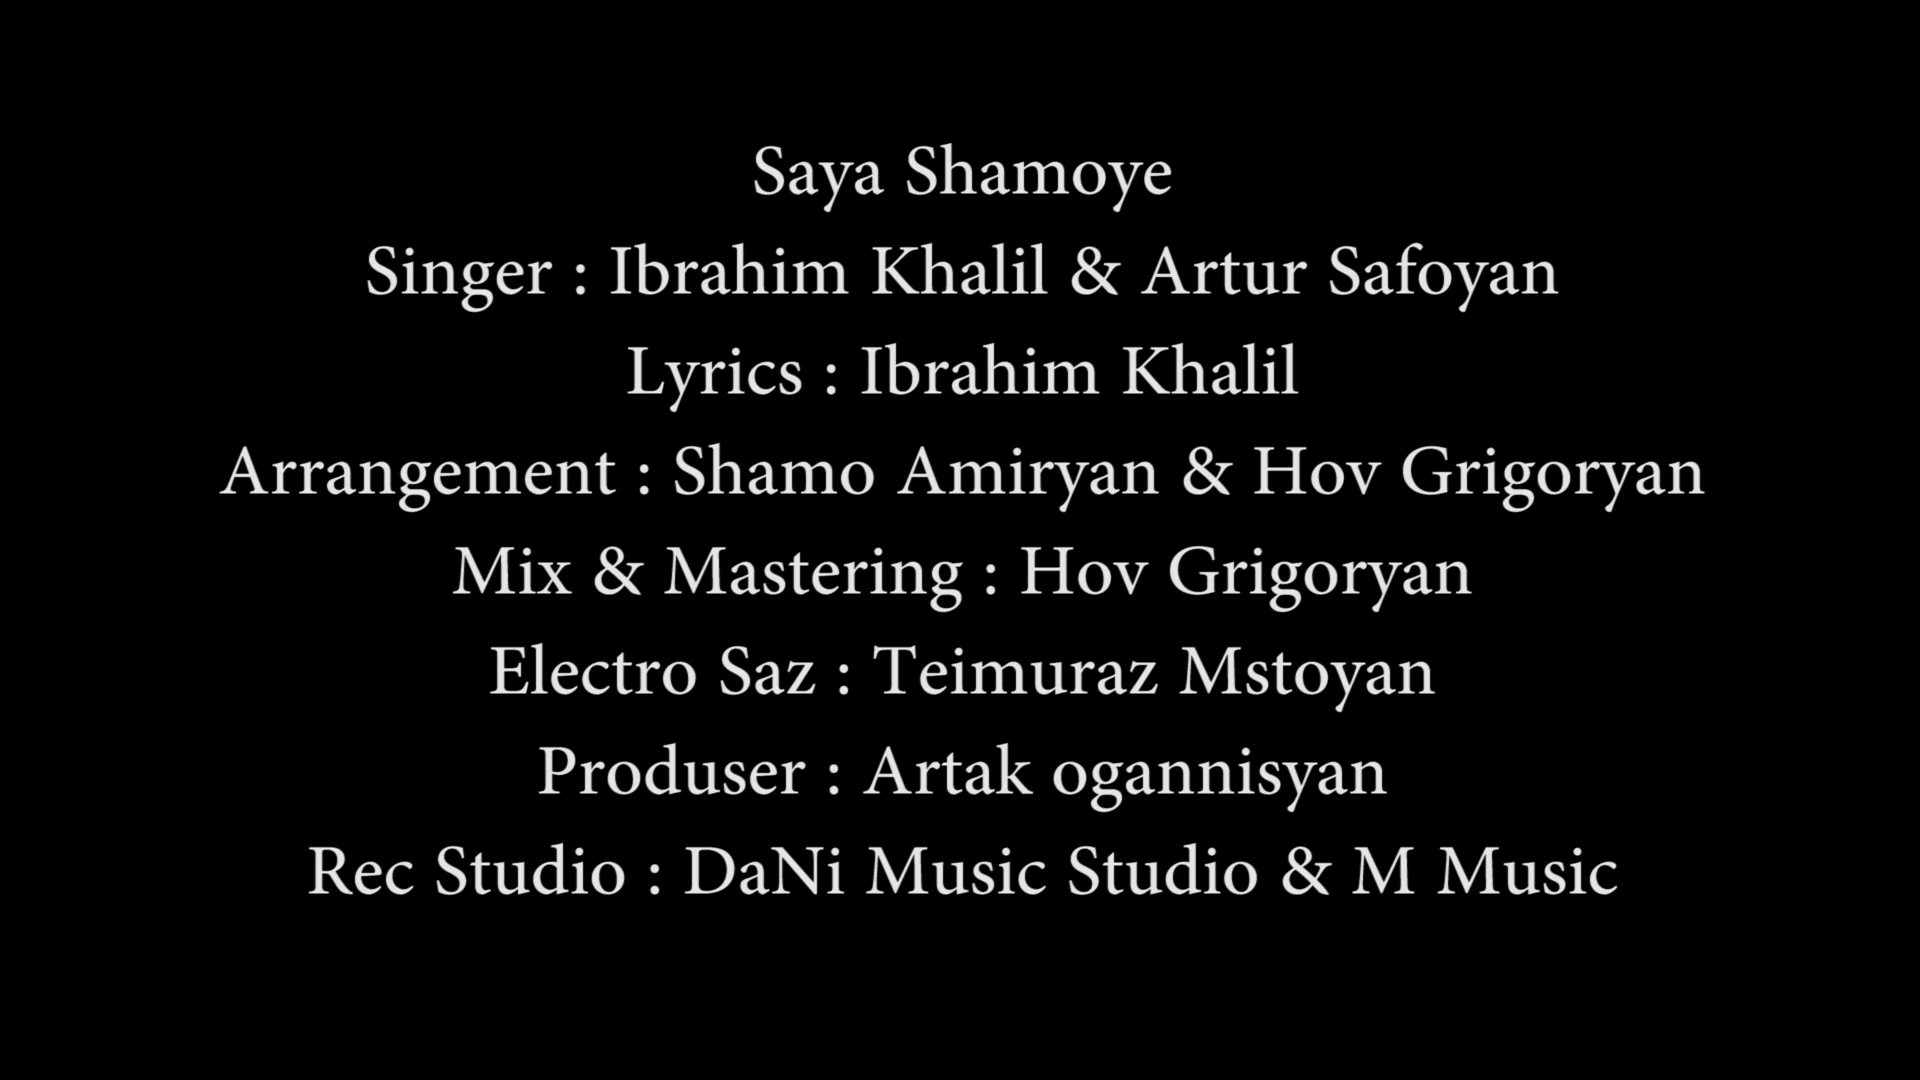 Saya Shamoye
Singer : Ibrahim Khalil & Artur Safoyan
Lyrics : Ibrahim Khalil
Arrangement : Shamo Amiryan & Hov Grigoryan
Mix & Mastering : Hov Grigoryan
Electro Saz : Teimuraz Mstoyan
Produser : Artak ogannisyan
Rec Studio : DaNi Music Studio & M Music